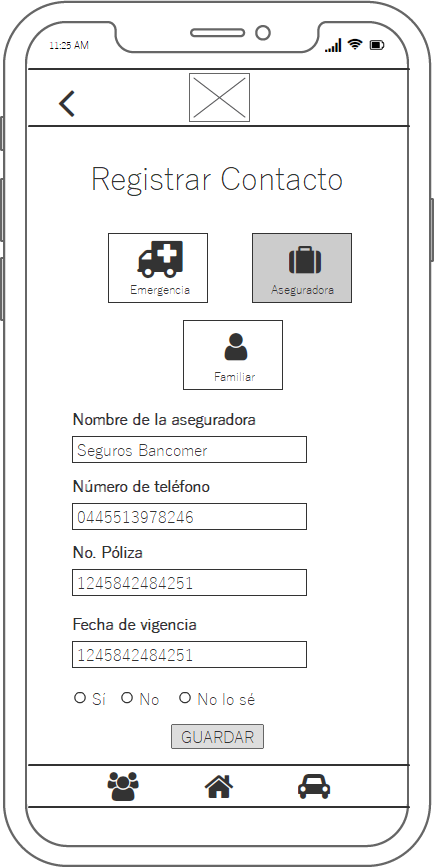 11:25 AM
Registrar Contacto
Emergencia
Aseguradora
Familiar
Nombre de la aseguradora
Seguros Bancomer
Número de teléfono
0445513978246
No. Póliza
1245842484251
Fecha de vigencia
1245842484251
Sí No No lo sé
GUARDAR